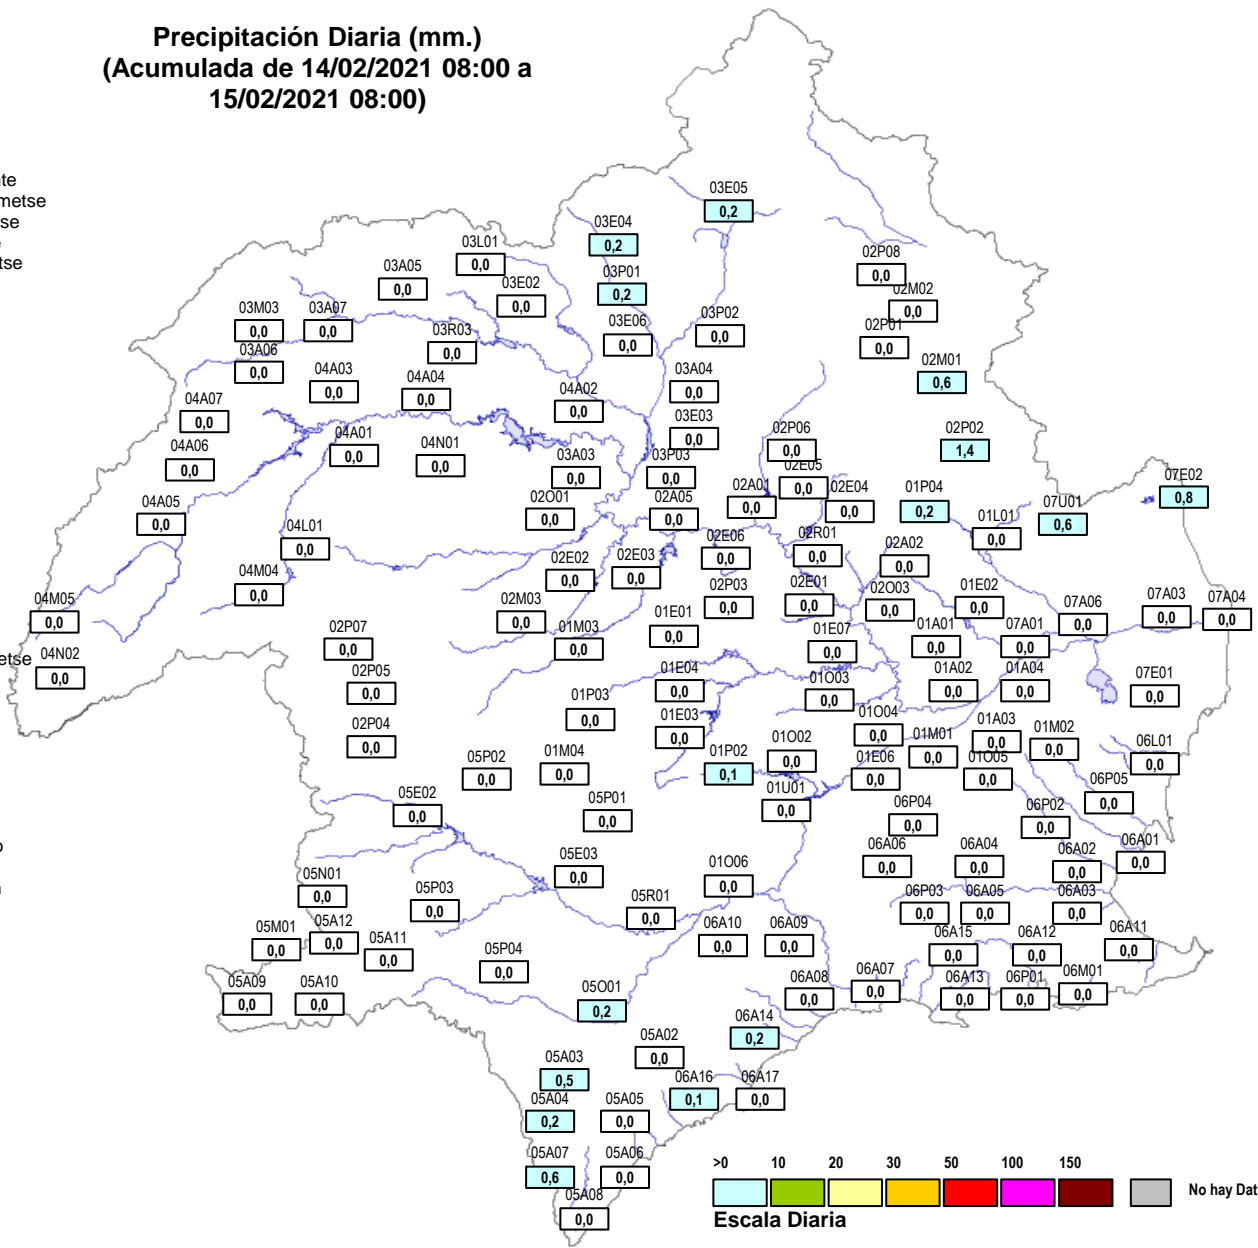 Precipitación Diaria (mm.)
(Acumulada de 14/02/2021 08:00 a
15/02/2021 08:00)
te
metse
se
tse
etse
03E05
0,2
03E04
0,2
03L01
0,0
03P01
0,2
02P08
0,0
03A05
0,0
03E02
0,0
02M02
0,0
03M03
0,0
03A07
0,0
03E06
0,0
03P02
0,0
02P01
0,0
03R03
0,0
03A06
0,0
02M01
0,6
04A03
0,0
04A04
0,0
03A04
0,0
04A02
0,0
04A07
0,0
03E03
0,0
02P06
0,0
02P02
1,4
04A01
0,0
04N01
0,0
04A06
0,0
03A03
0,0
03P03
0,0
02E05
0,0
07E02
0,8
02A01
0,0
02E04
0,0
01P04
0,2
02O01
0,0
02A05
0,0
07U01
0,6
04A05
0,0
01L01
0,0
04L01
0,0
02E06
0,0
02R01
0,0
02A02
0,0
02E02
0,0
02E03
0,0
04M04
0,0
02P03
0,0
02E01
0,0
02O03
0,0
01E02
0,0
04M05
0,0
02M03
0,0
07A06
0,0
07A03
0,0
07A04
0,0
01E01
0,0
01M03
0,0
02P07
0,0
01E07
0,0
01A01
0,0
07A01
0,0
04N02
0,0
02P05
0,0
01E04
0,0
01O03
0,0
01A02
0,0
01A04
0,0
07E01
0,0
01P03
0,0
01E03
0,0
01O04
0,0
01A03
0,0
01M02
0,0
02P04
0,0
05P02
0,0
01M04
0,0
01P02
0,1
01O02
0,0
01M01
0,0
01E06
0,0
01O05
0,0
06L01
0,0
05E02
0,0
05P01
0,0
01U01
0,0
06P04
0,0
06P02
0,0
06P05
0,0
05E03
0,0
01O06
0,0
06A06
0,0
06A04
0,0
06A02
0,0
06A01
0,0
05N01
0,0
05P03
0,0
05R01
0,0
06P03
0,0
06A05
0,0
06A03
0,0
05M01
0,0
05A12
0,0
05A11
0,0
06A10
0,0
06A09
0,0
06A15
0,0
06A12
0,0
06A11
0,0
05P04
0,0
05A09
0,0
05A10
0,0
05O01
0,2
06A08
0,0
06A07
0,0
06A13
0,0
06P01
0,0
06M01
0,0
06A14
0,2
05A02
0,0
05A03
0,5
06A16
0,1
06A17
0,0
05A04
0,2
05A05
0,0
05A07
0,6
05A06
0,0
05A08
0,0
>0 10 20 30 50 100 150
No hay Dat
Escala Diaria